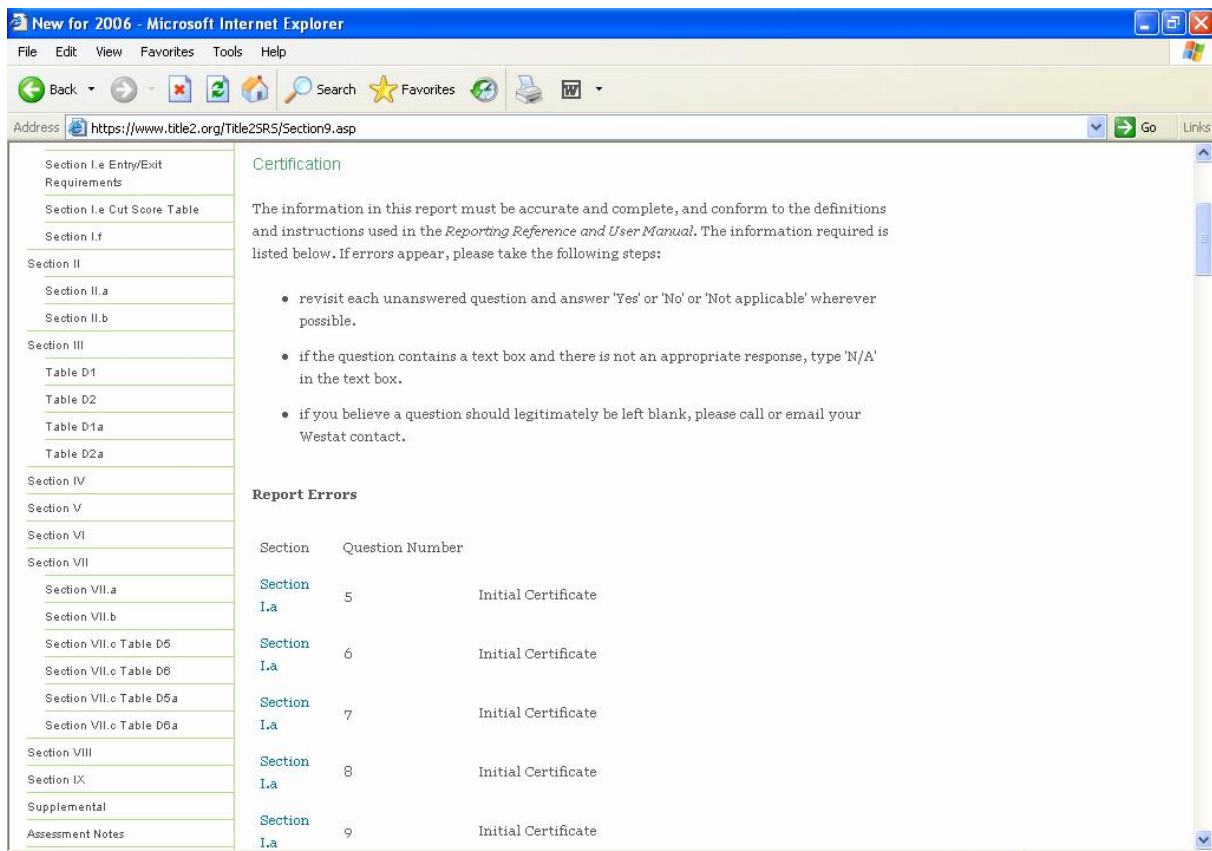 New for 2006 - Microsoft Internet Explorer
File Edit View Favorites Tools Help
Back Search Favorites
Address https://www.title2.org/Title2SRS/Section9.asp Go Links
Section I.e Entry/Exit
Requirements
Section I.e Cut Score Table
Section I.f
Section II
Section II.a
Section II.b
Section III
Table D1
Table D2
Table D1a
Table D2a
Section IV
Section V
Section VI
Section VII
Section VII.a
Section VII.b
Section VII.c Table D5
Section VII.c Table D6
Section VII.c Table D5a
Section VII.c Table D6a
Section VIII
Section IX
Supplemental
Assessment Notes
Certification
The information in this report must be accurate and complete, and conform to the definitions
and instructions used in the Reporting Reference and User Manual. The information required is
listed below. If errors appear, please take the following steps:
• revisit each unanswered question and answer 'Yes' or 'No' or 'Not applicable' wherever
possible.
• if the question contains a text box and there is not an appropriate response, type 'N/A'
in the text box.
• if you believe a question should legitimately be left blank, please call or email your
Westat contact.
Report Errors
Section Question Number
Section
I.a 5 Initial Certificate
Section
I.a 6 Initial Certificate
Section
I.a 7 Initial Certificate
Section
I.a 8 Initial Certificate
Section
I.a 9 Initial Certificate